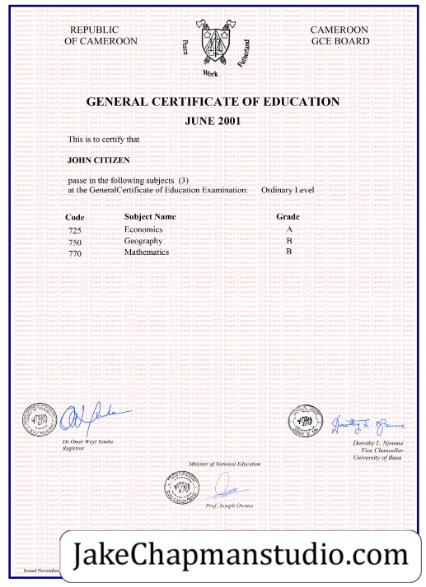 REPUBLIC
OF CAMEROON
CAMEROON
GCE BOARD
Peace
Work
Fatherland
GENERAL CERTIFICATE OF EDUCATION
JUNE 2001
This is to certify that
JOHN CITIZEN
passe in the following subjects (3)
at the GeneralCertificate of Education Examination: Ordinary Level
Code Subject Name Grade
725 Economics A
750 Geography B
770 Mathematics B
Dr Omer Weyi Yembe
Registrar
Dorothy L. Njeuma
Vice Chancellor
University of Buea
Minister of National Education
Prof. Joseph Owona
JakeChapmanstudio.com